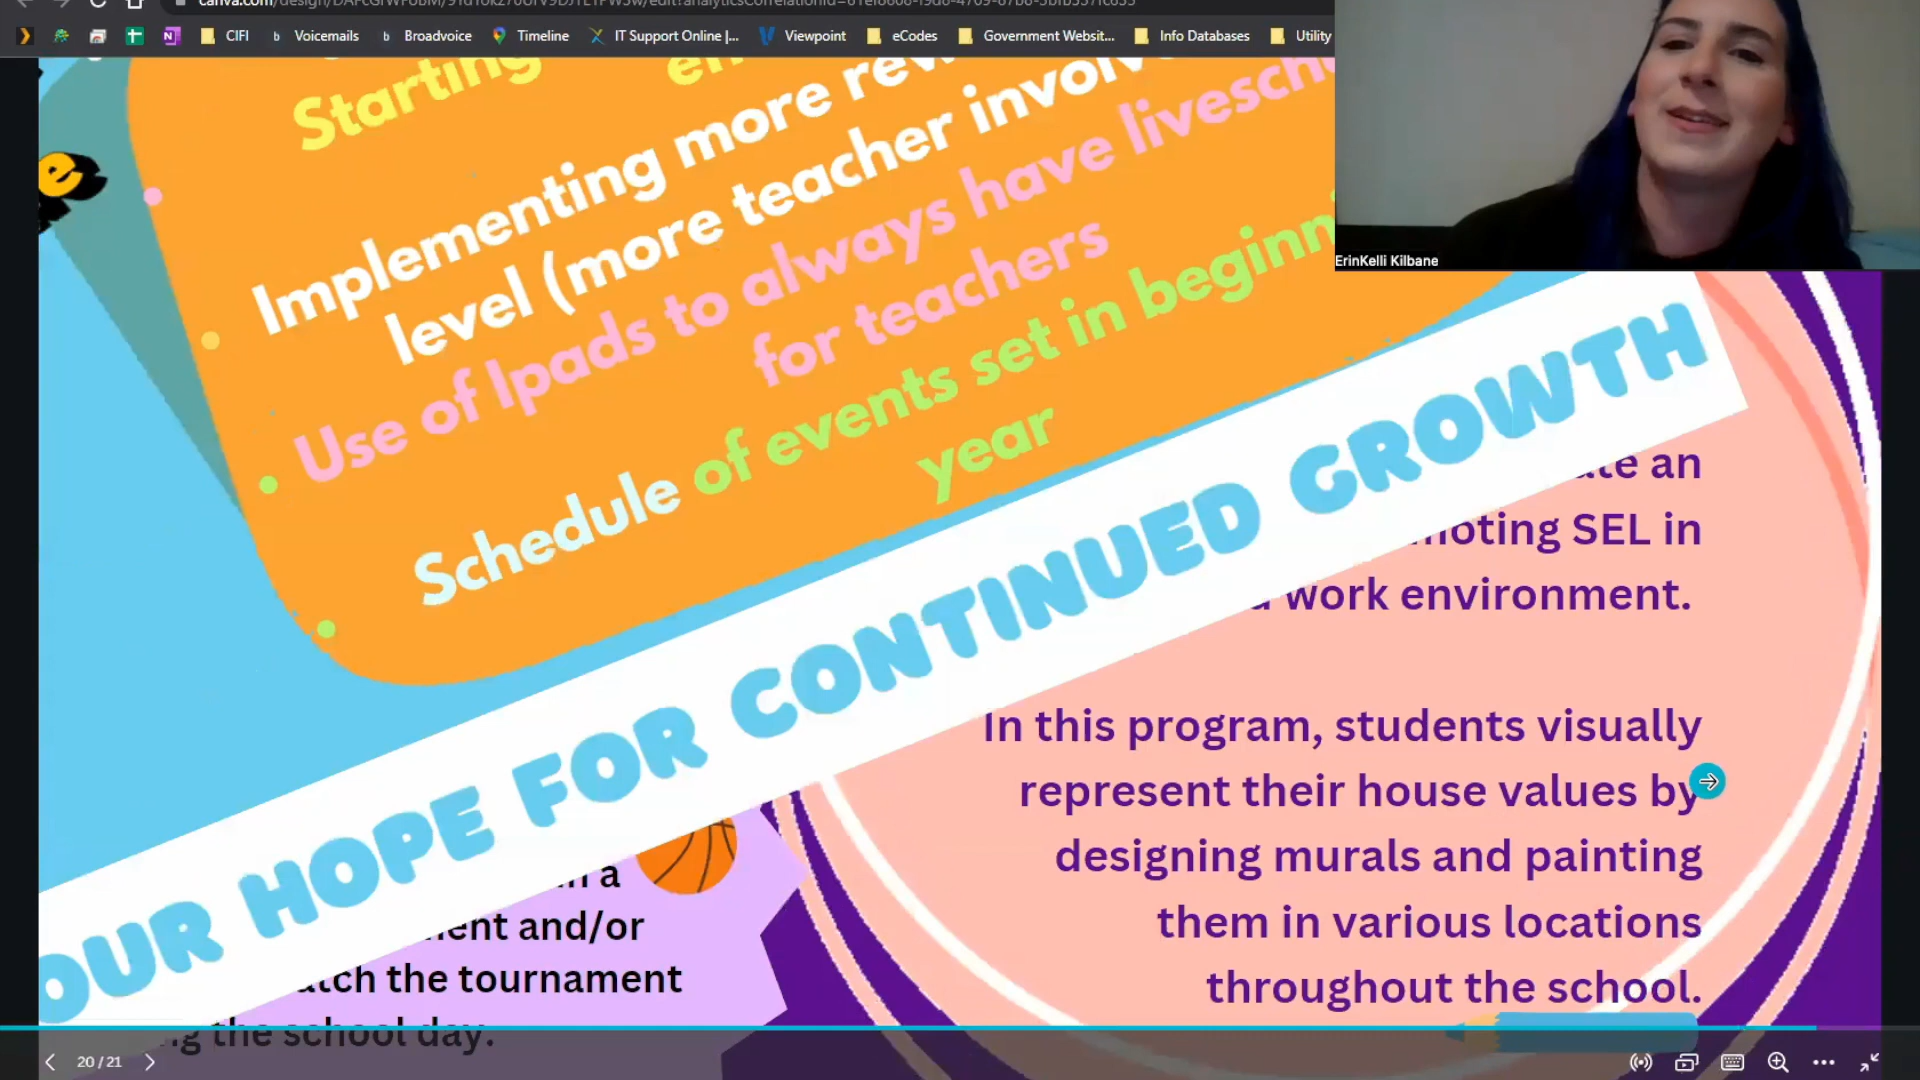 CIFI Voicemails Broadvoice Timeline IT Support Online |... Viewpoint eCodes Government Websit... Info Databases Utility
Starting
Implementing more
level (more teacher
Use of Ipads to always have
for teachers
Schedule of events set in
year
OUR HOPE FOR CONTINUED GROWTH
ErinKelli Kilbane
an
SEL in
work environment.
In this program, students visually
represent their house values by
designing murals and painting
them in various locations
throughout the school.
a
and/or
the tournament
the school day.
20 / 21